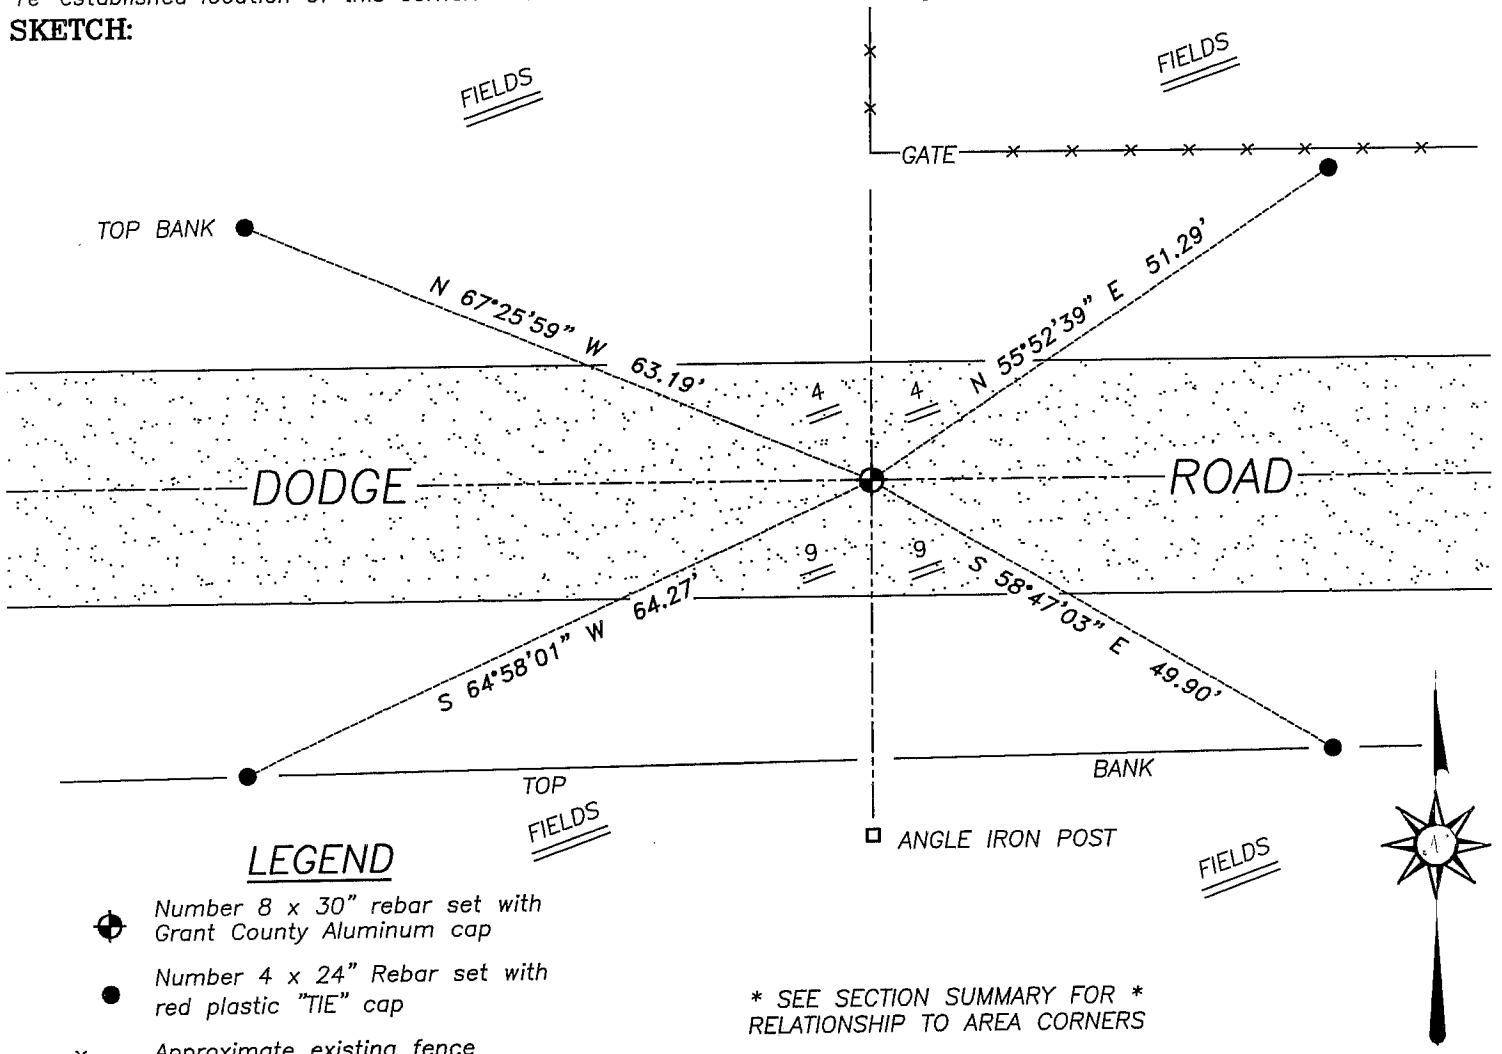 SKETCH:
FIELDS
FIELDS
GATE
TOP BANK
N 67°25'59" W 63.19'
N 55°52'39" E 51.29'
4
4
DODGE
ROAD
9
9
S 64°58'01" W 64.27'
S 58°47'03" E 49.90'
TOP
BANK
FIELDS
ANGLE IRON POST
FIELDS
LEGEND
Number 8 x 30" rebar set with
Grant County Aluminum cap
Number 4 x 24" Rebar set with
red plastic "TIE" cap
Approximate existing fence
* SEE SECTION SUMMARY FOR *
RELATIONSHIP TO AREA CORNERS